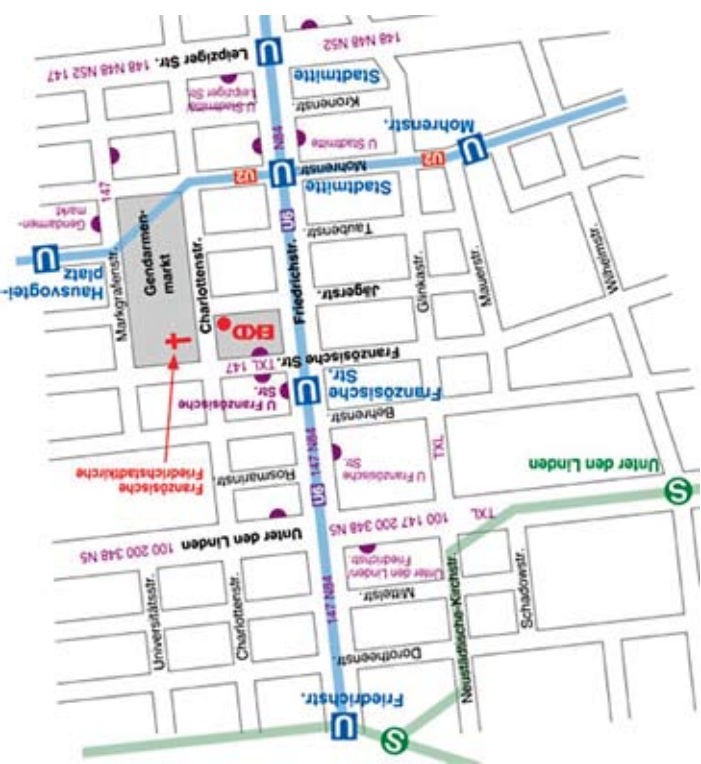 S
U
Friedrichstr.
Dorotheenstr.
Neustädtische-Kirchstr.
Schadowstr.
Mittelstr.
Charlottenstr.
Universitätsstr.
147 N84
Unter den Linden/
Friedrichstr.
TXL
100 147 200 348 N5
Unter den Linden
100 200 348 N5
S
Unter den Linden
U6
147 N84
TXL
U Französische
Str
Rosmarinstr.
Französische
Friedrichstadtkirche
Behrenstr.
U
Französische
Str.
U Französische
Str.
TXL 147
Französische Str.
EKD
Jägerstr.
Friedrichstr.
Charlottenstr.
Gendarmen-
markt
Markgrafenstr.
Glinkastr.
Mauerstr.
Wilhelmstr.
U
Hausvogtei-
platz
Taubenstr.
U6
Gendarmen-
markt
147
U
Stadtmitte
U2
Mohrenstr.
U2
U
Mohrenstr.
U Stadtmitte
N84
Kronenstr.
U Stadtmitte
Leipziger Str.
Stadtmitte
U
Leipziger Str.
148 N48 N52
148 N48 N52 147